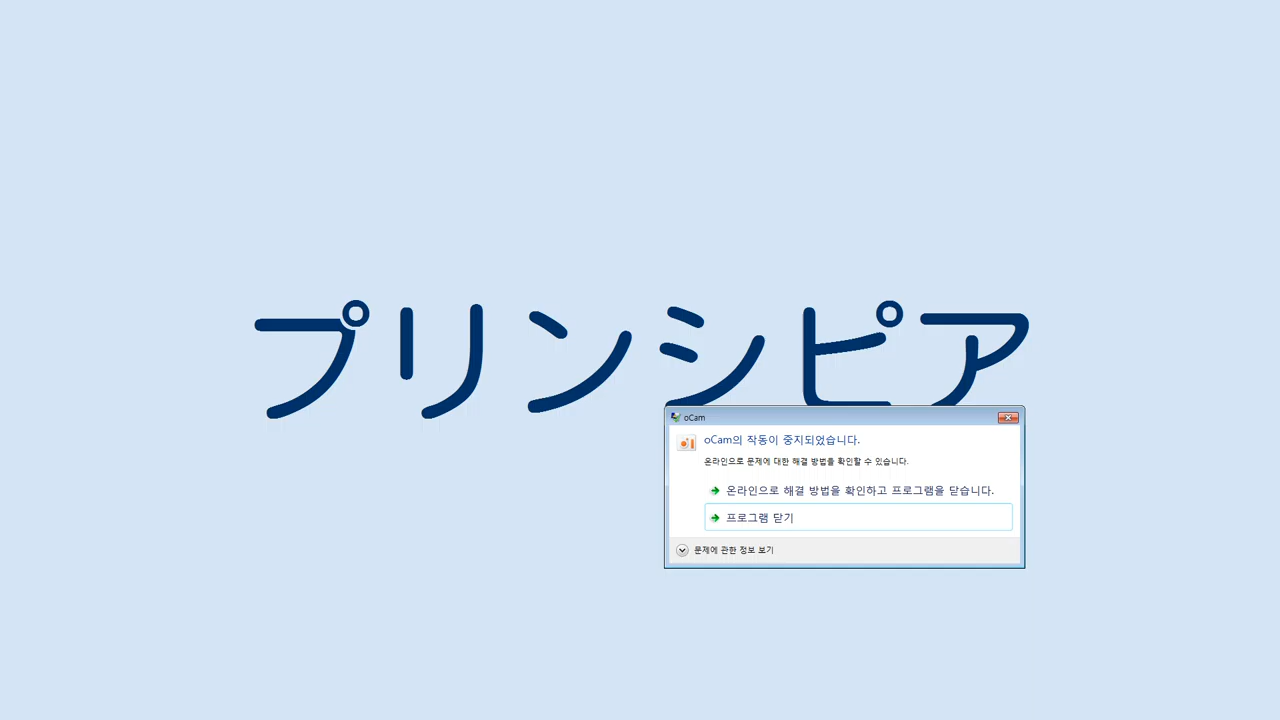 プリンシピア
oCam
oCam의 작동이 중지되었습니다.
온라인으로 문제에 대한 해결 방법을 확인할 수 있습니다.
온라인으로 해결 방법을 확인하고 프로그램을 닫습니다.
프로그램 닫기
문제에 관한 정보 보기